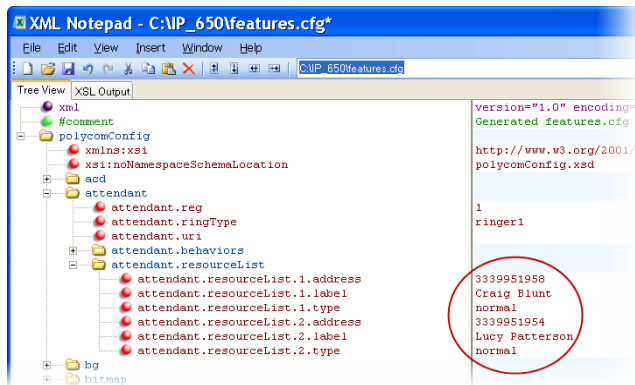 XML Notepad - C:\IP_650\features.cfg*
File Edit View Insert Window Help
C:\IP_650\features.cfg
Tree View XSL Output
xml version="1.0" encoding=
#comment Generated features.cfg
polycomConfig
xmlns:xsi http://www.w3.org/2001/
xsi:noNamespaceSchemaLocation polycomConfig.xsd
acd
attendant
attendant.reg 1
attendant.ringType ringer1
attendant.uri
attendant.behaviors
attendant.resourceList
attendant.resourceList.1.address 3339951958
attendant.resourceList.1.label Craig Blunt
attendant.resourceList.1.type normal
attendant.resourceList.2.address 3339951954
attendant.resourceList.2.label Lucy Patterson
attendant.resourceList.2.type normal
bg
bitmap